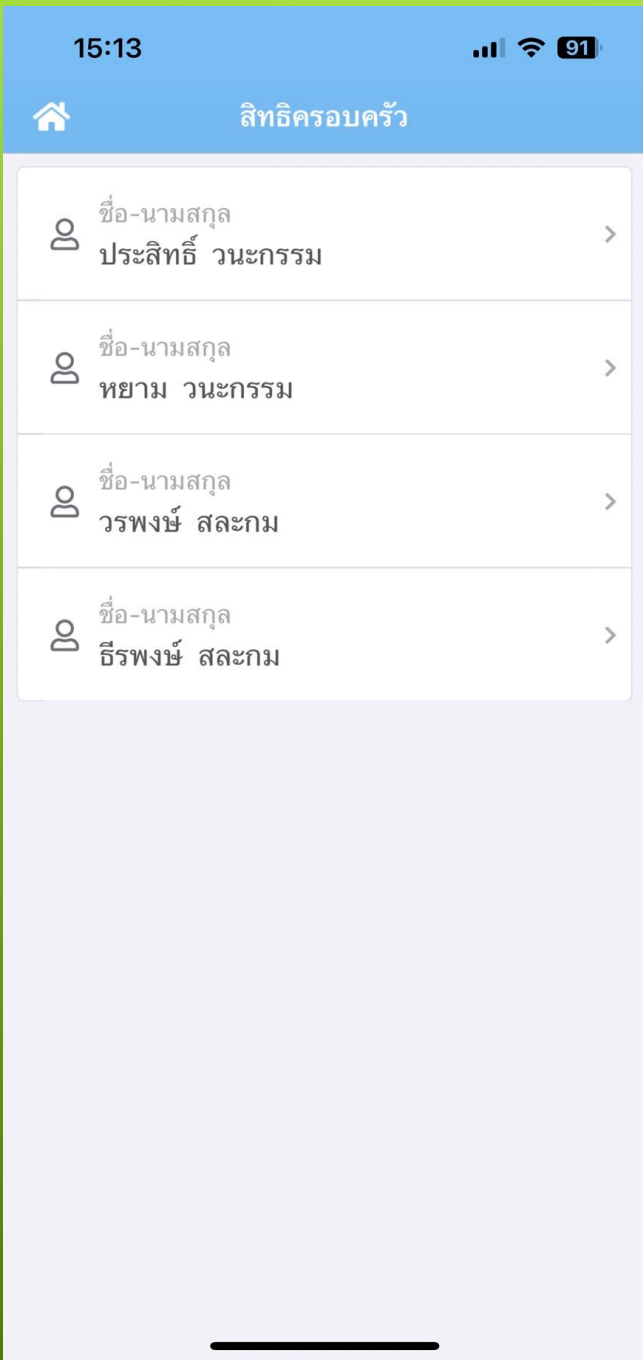 15:13
91
สิทธิครอบครัว
ชื่อ-นามสกุล
ประสิทธิ์ วนะกรรม
ชื่อ-นามสกุล
หยาม วนะกรรม
ชื่อ-นามสกุล
วรพงษ์ สละกม
ชื่อ-นามสกุล
ธีรพงษ์ สละกม